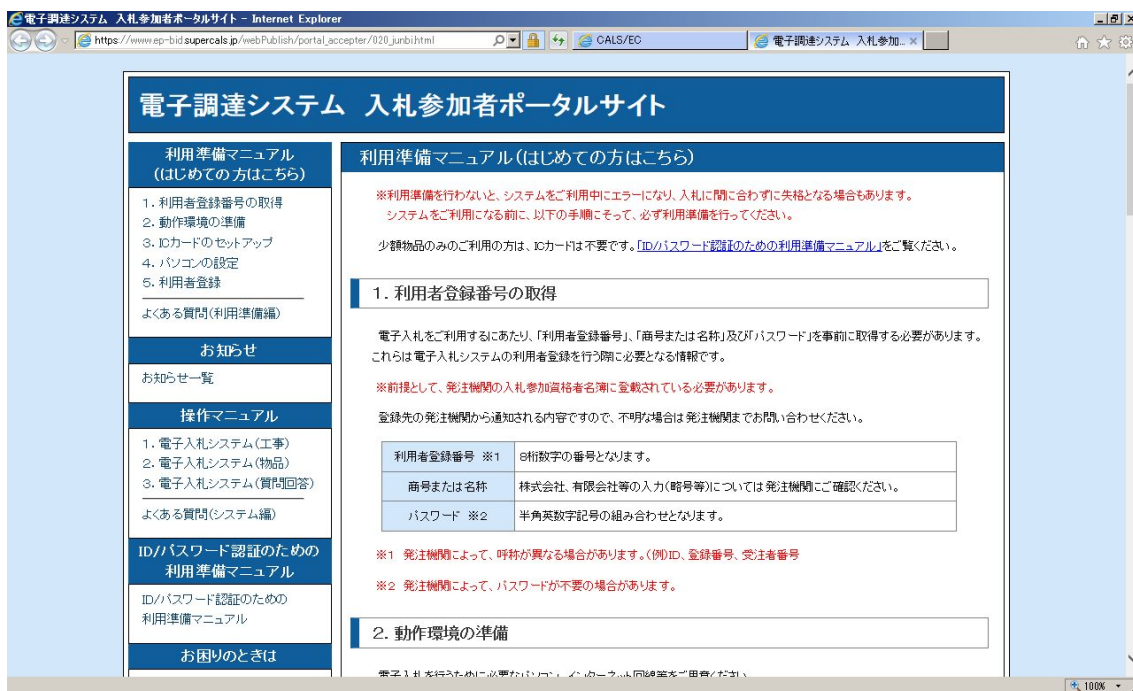 電子調達システム 入札参加者ポータルサイト - Internet Explorer
https://www.ep-bid.supercals.jp/webPublish/portal_accepter/020_junbi.html
CALS/EC
電子調達システム 入札参加...
電子調達システム 入札参加者ポータルサイト
利用準備マニュアル
(はじめての方はこちら)
1. 利用者登録番号の取得
2. 動作環境の準備
3. ICカードのセットアップ
4. パソコンの設定
5. 利用者登録
よくある質問(利用準備編)
お知らせ
お知らせ一覧
操作マニュアル
1. 電子入札システム(工事)
2. 電子入札システム(物品)
3. 電子入札システム(質問回答)
よくある質問(システム編)
ID/パスワード認証のための
利用準備マニュアル
ID/パスワード認証のための
利用準備マニュアル
お困りのときは
利用準備マニュアル(はじめての方はこちら)
※利用準備を行わないと、システムをご利用中にエラーになり、入札に間に合わずに失格となる場合もあります。
システムをご利用になる前に、以下の手順にそって、必ず利用準備を行ってください。
少額物品のみのご利用の方は、ICカードは不要です。「ID/パスワード認証のための利用準備マニュアル」をご覧ください。
1. 利用者登録番号の取得
電子入札をご利用するにあたり、「利用者登録番号」、「商号または名称」及び「パスワード」を事前に取得する必要があります。
これらは電子入札システムの利用者登録を行う際に必要となる情報です。
※前提として、発注機関の入札参加資格者名簿に登載されている必要があります。
登録先の発注機関から通知される内容ですので、不明な場合は発注機関までお問い合わせください。
利用者登録番号 ※1 8桁数字の番号となります。
商号または名称 株式会社、有限会社等の入力(略号等)については発注機関にご確認ください。
パスワード ※2 半角英数字記号の組み合わせとなります。
※1 発注機関によって、呼称が異なる場合があります。(例)ID、登録番号、受注者番号
※2 発注機関によって、パスワードが不要の場合があります。
2. 動作環境の準備
電子入札を行うために必要なパソコン、インターネット回線等をご用意ください。
100%